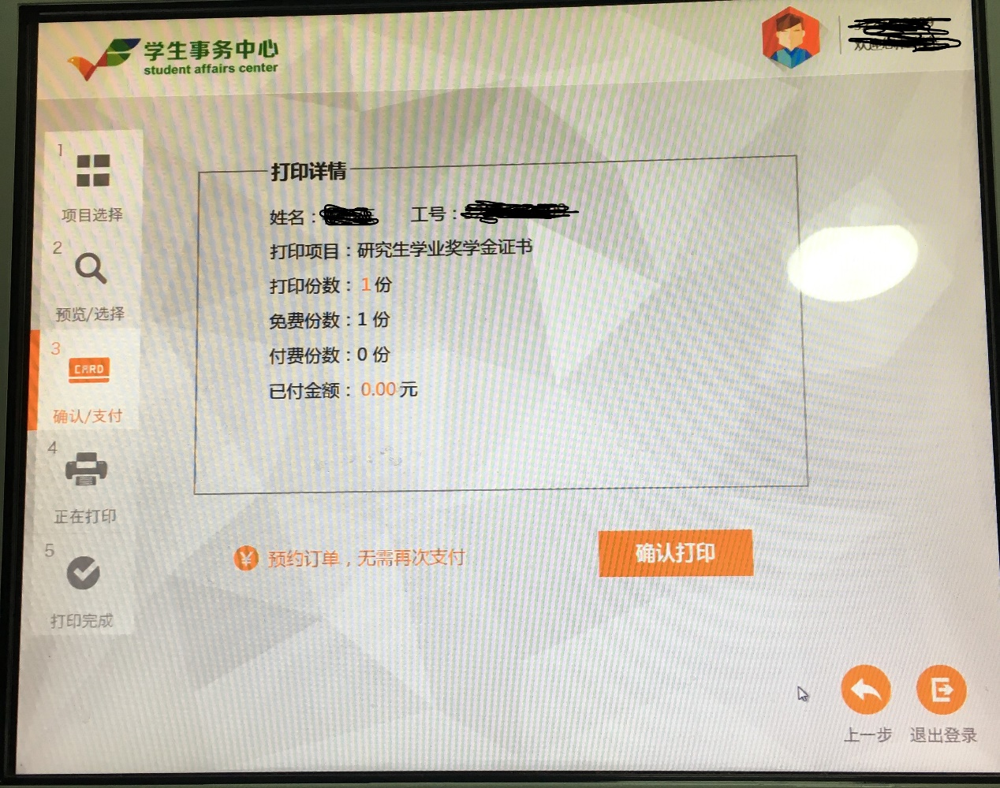 学生事务中心
student affairs center
1
项目选择
2
预览/选择
3
CARD
确认/支付
4
正在打印
5
打印完成
打印详情
姓名： 工号：
打印项目：研究生学业奖学金证书
打印份数：1份
免费份数：1 份
付费份数：0 份
已付金额：0.00元
¥ 预约订单，无需再次支付
确认打印
上一步 退出登录